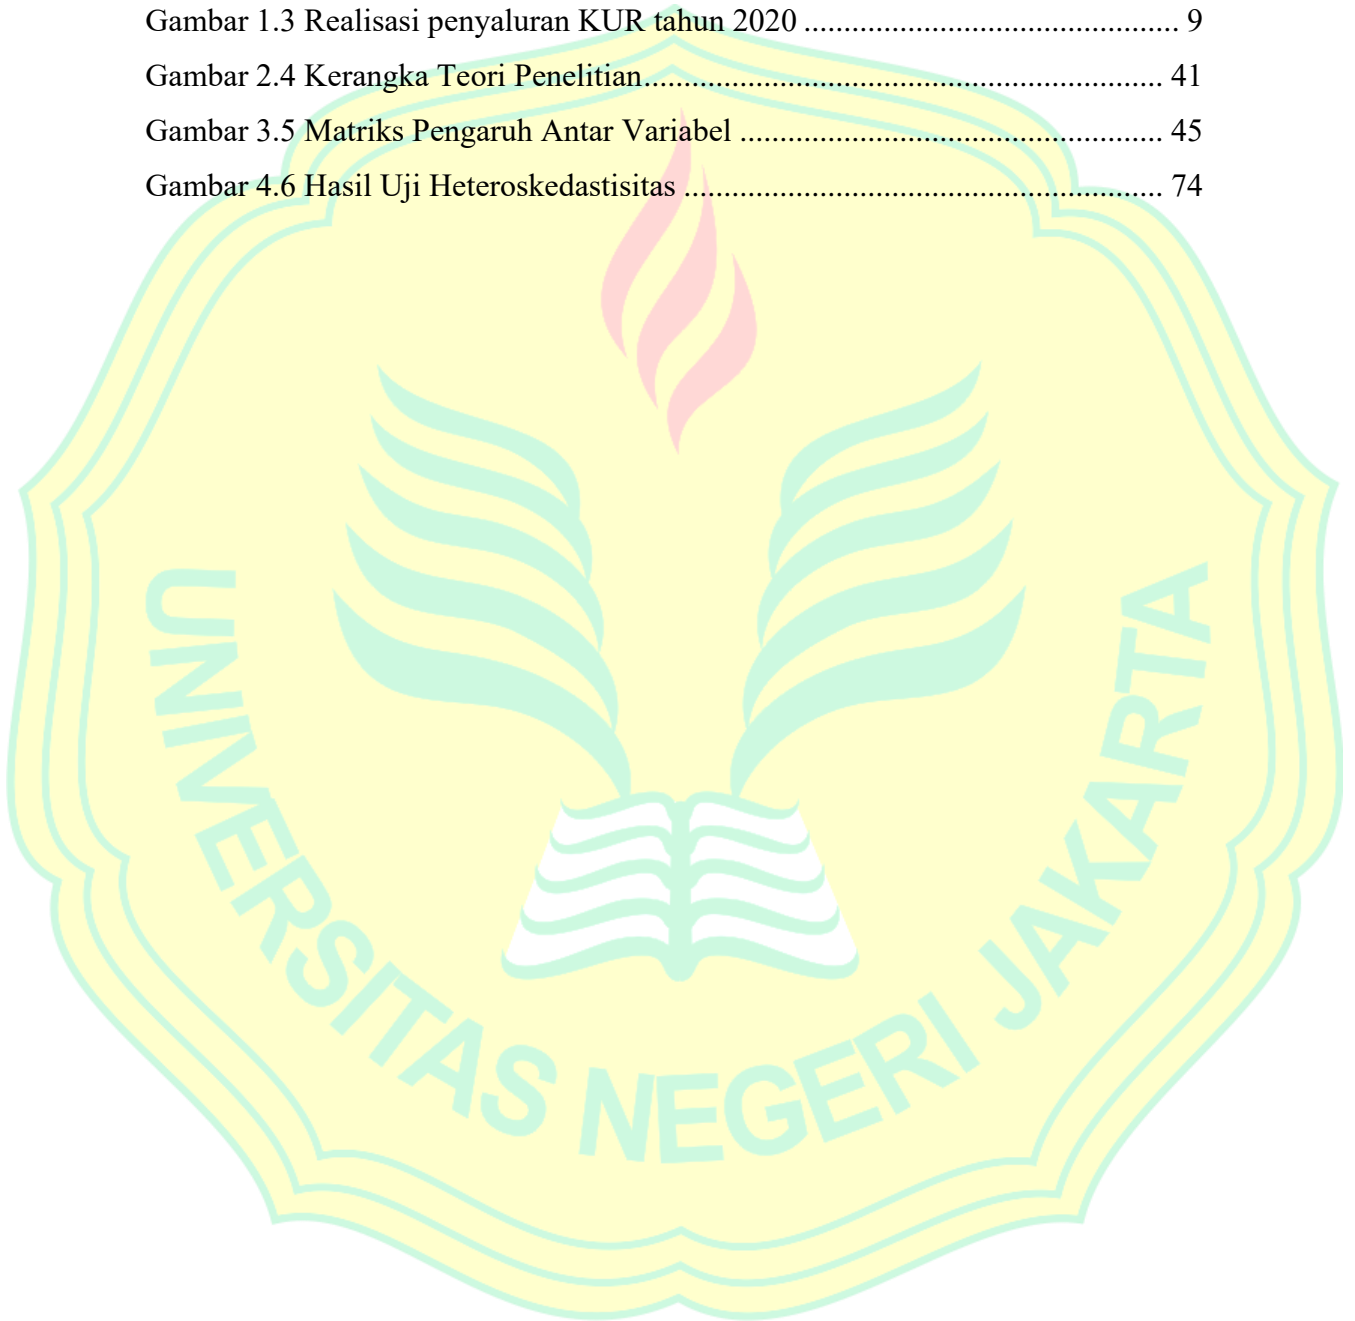 Gambar 1.3 Realisasi penyaluran KUR tahun 2020 ............................................... 9
Gambar 2.4 Kerangka Teori Penelitian................................................................. 41
Gambar 3.5 Matriks Pengaruh Antar Variabel ..................................................... 45
Gambar 4.6 Hasil Uji Heteroskedastisitas ............................................................ 74
UNIVERSITAS NEGERI JAKARTA